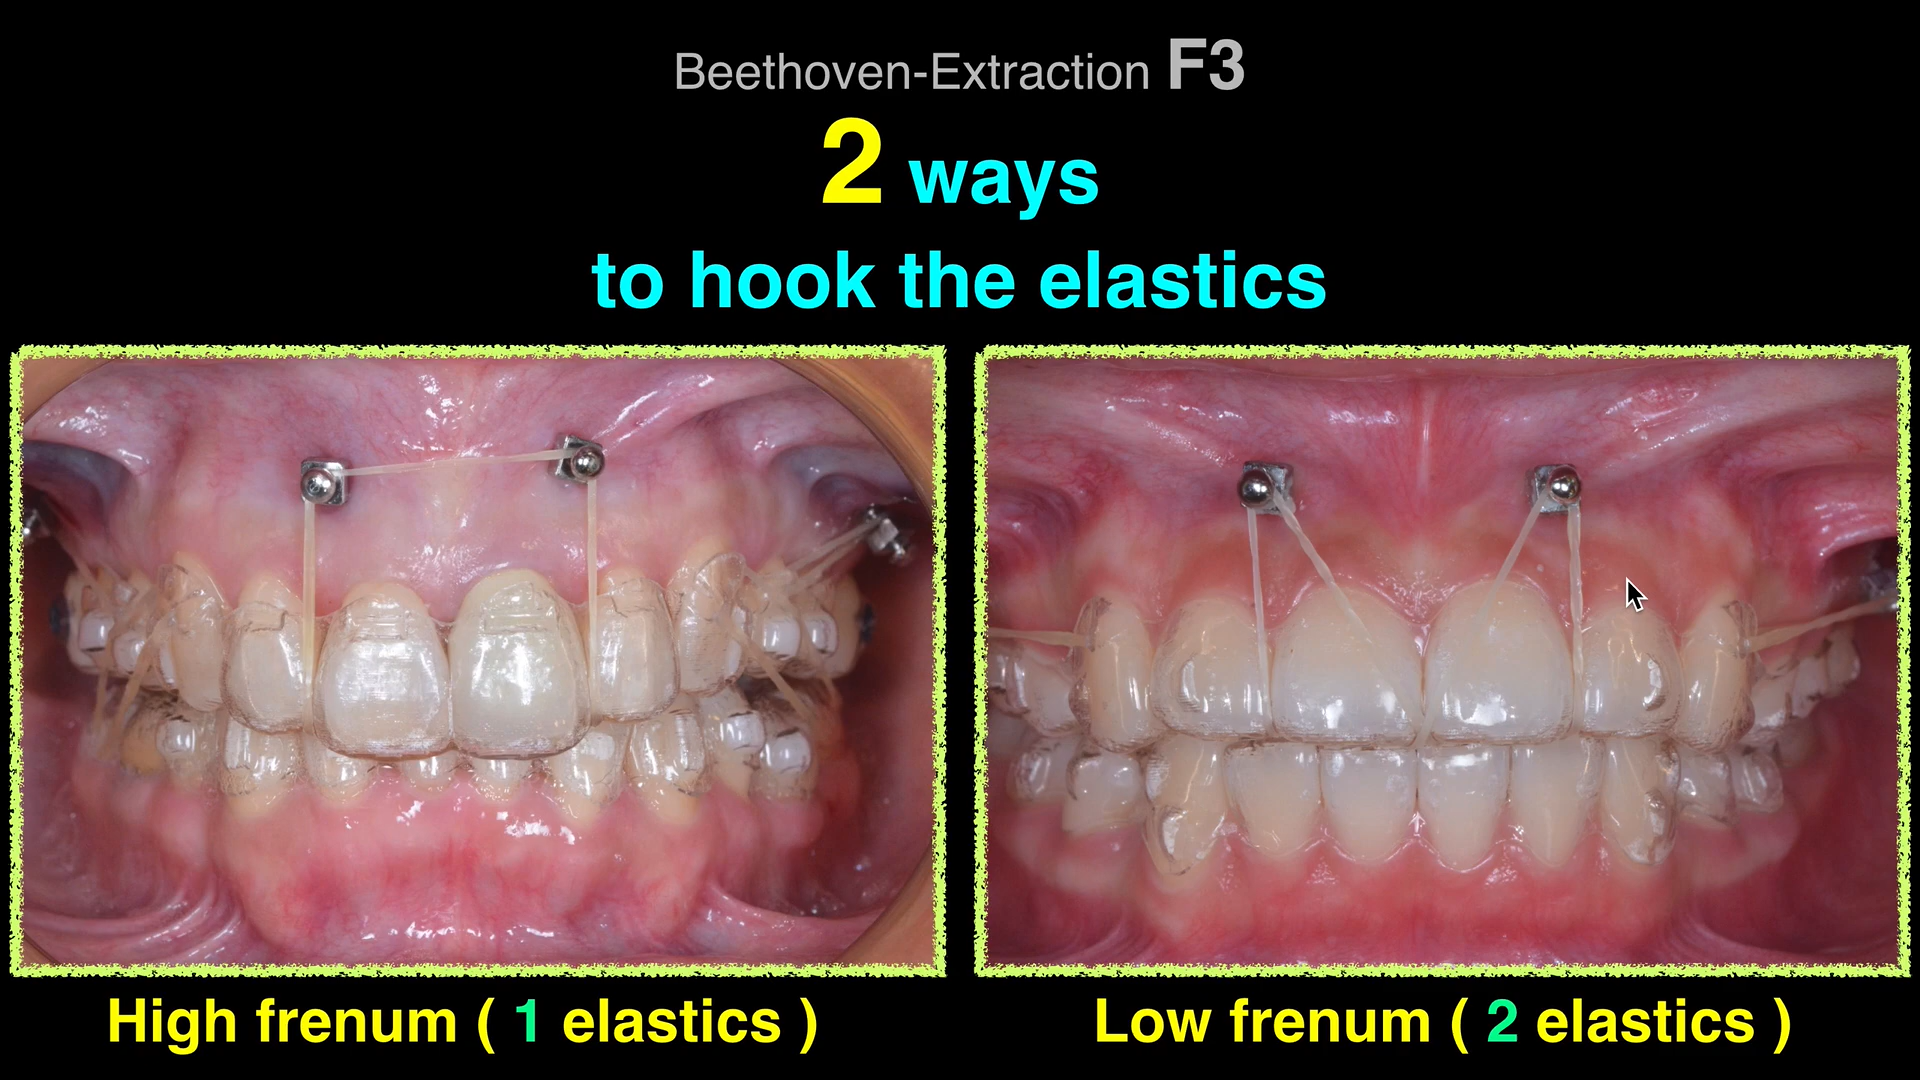 Beethoven-Extraction F3
2 ways
to hook the elastics
High frenum ( 1 elastics )
Low frenum ( 2 elastics )